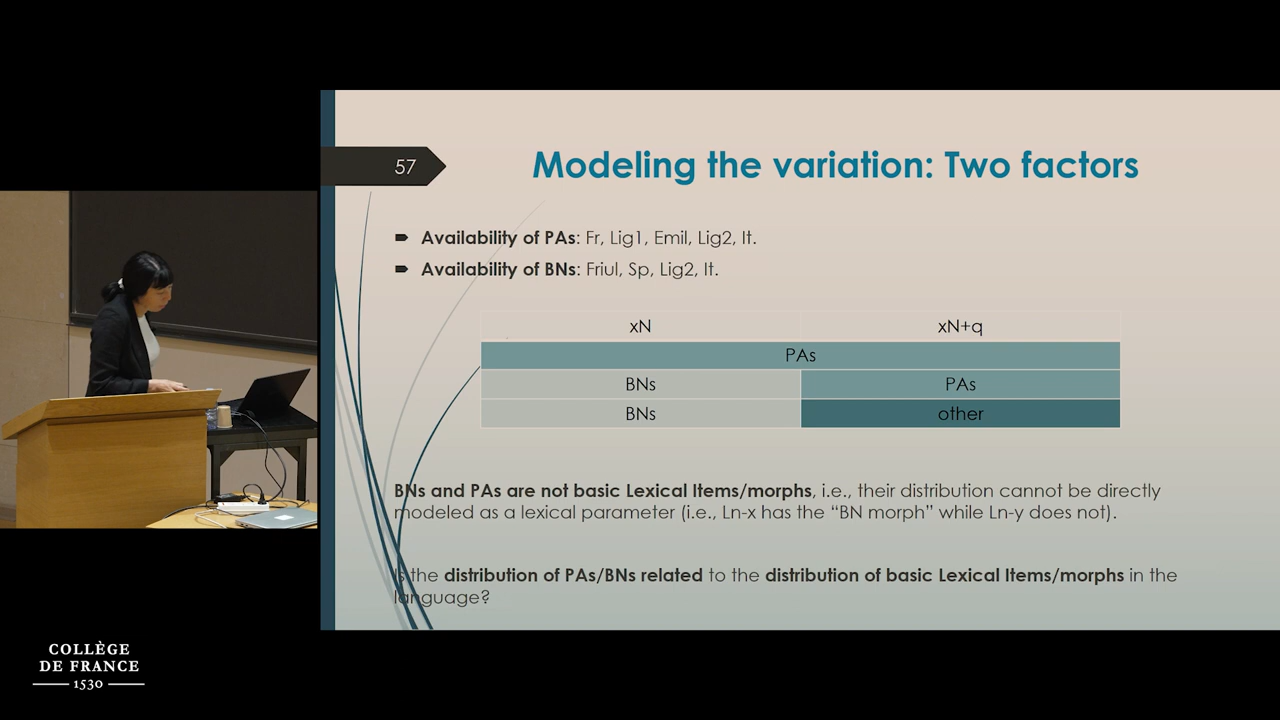 57
Modeling the variation: Two factors
Availability of PAs: Fr, Lig1, Emil, Lig2, It.
Availability of BNs: Friul, Sp, Lig2, It.
xN xN+q
PAs
BNs PAs
BNs other
BNs and PAs are not basic Lexical Items/morphs, i.e., their distribution cannot be directly
modeled as a lexical parameter (i.e., Ln-x has the “BN morph” while Ln-y does not).
Is the distribution of PAs/BNs related to the distribution of basic Lexical Items/morphs in the
language?
COLLÈGE
DE FRANCE
1530